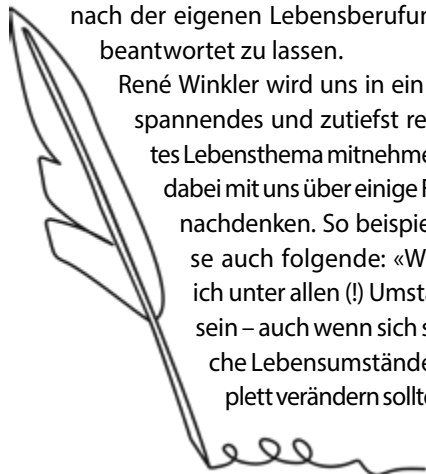 nach der eigenen Lebensberufun
beantwortet zu lassen.
René Winkler wird uns in ein
spannendes und zutiefst re
tes Lebensthema mitnehme
dabei mit uns über einige F
nachdenken. So beispie
se auch folgende: «W
ich unter allen (!) Umsta
sein – auch wenn sich s
che Lebensumstände
plett verändern sollte